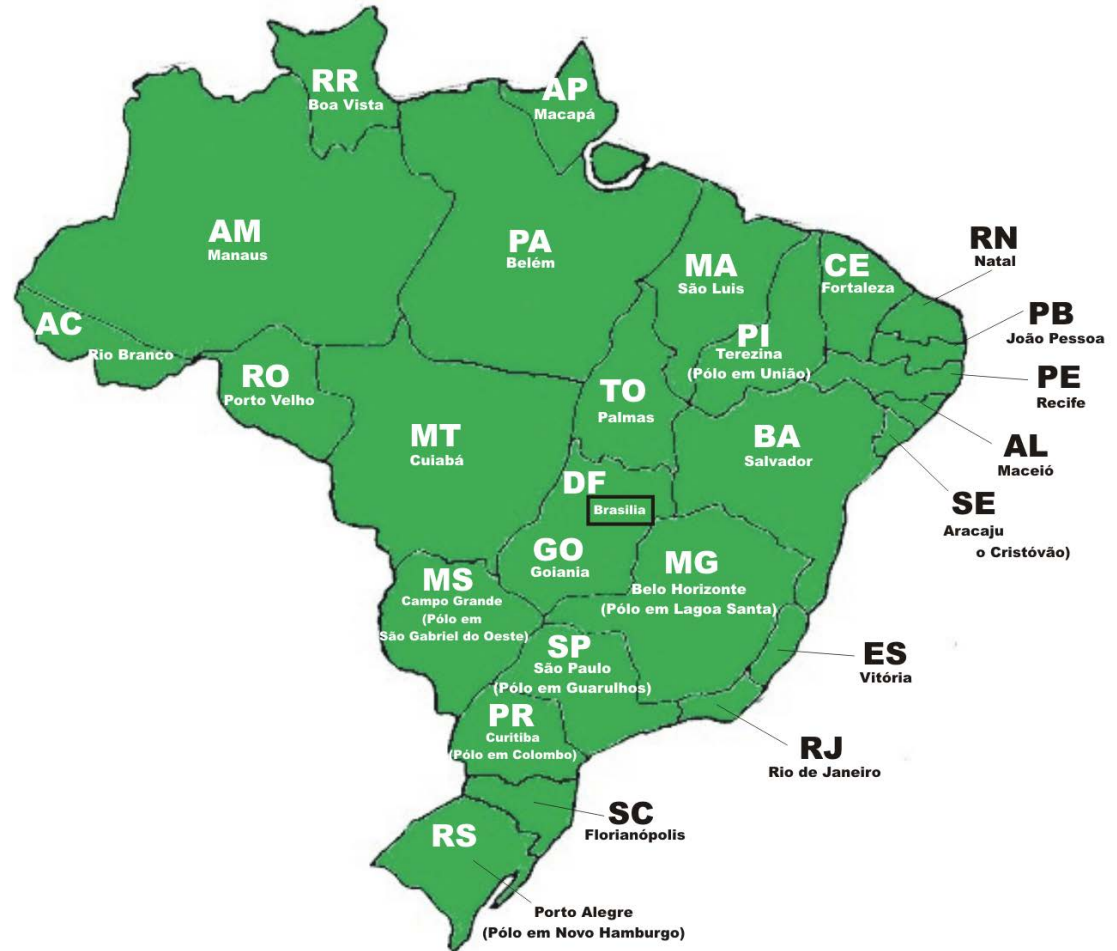 RR
Boa Vista
AP
Macapá
AM
Manaus
PA
Belém
MA
São Luis
CE
Fortaleza
RN
Natal
AC
Rio Branco
RO
Porto Velho
PI
Terezina
(Pólo em União)
PB
João Pessoa
TO
Palmas
PE
Recife
MT
Cuiabá
BA
Salvador
AL
Maceió
DF
Brasilia
SE
Aracaju
o Cristóvão)
GO
Goiania
MG
Belo Horizonte
(Pólo em Lagoa Santa)
MS
Campo Grande
(Pólo em
São Gabriel do Oeste)
SP
São Paulo
(Pólo em Guarulhos)
ES
Vitória
PR
Curitiba
(Pólo em Colombo)
RJ
Rio de Janeiro
SC
Florianópolis
RS
Porto Alegre
(Pólo em Novo Hamburgo)